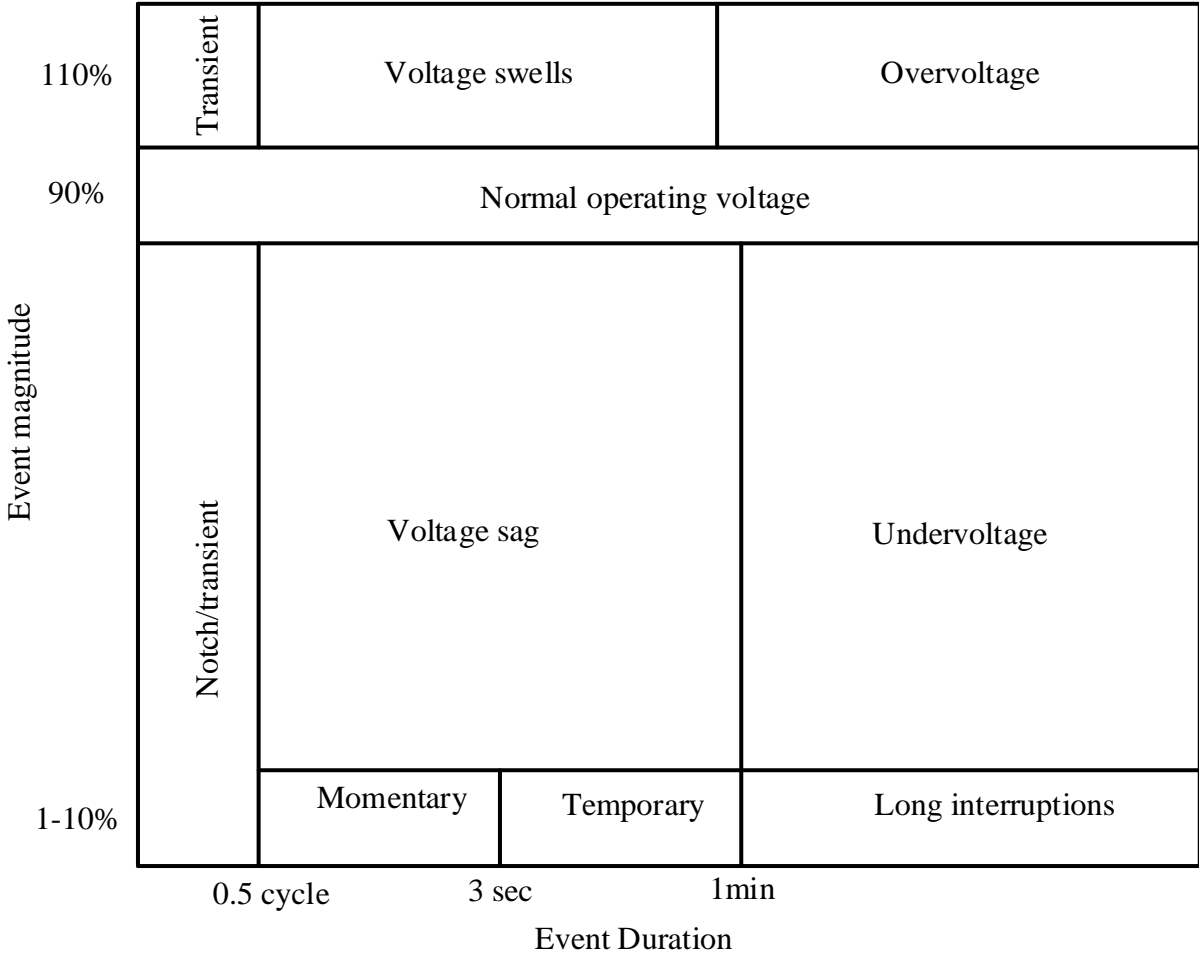 110%
Transient
Voltage swells
Overvoltage
90%
Normal operating voltage
Event magnitude
Notch/transient
Voltage sag
Undervoltage
1-10%
Momentary
Temporary
Long interruptions
0.5 cycle
3 sec
1min
Event Duration